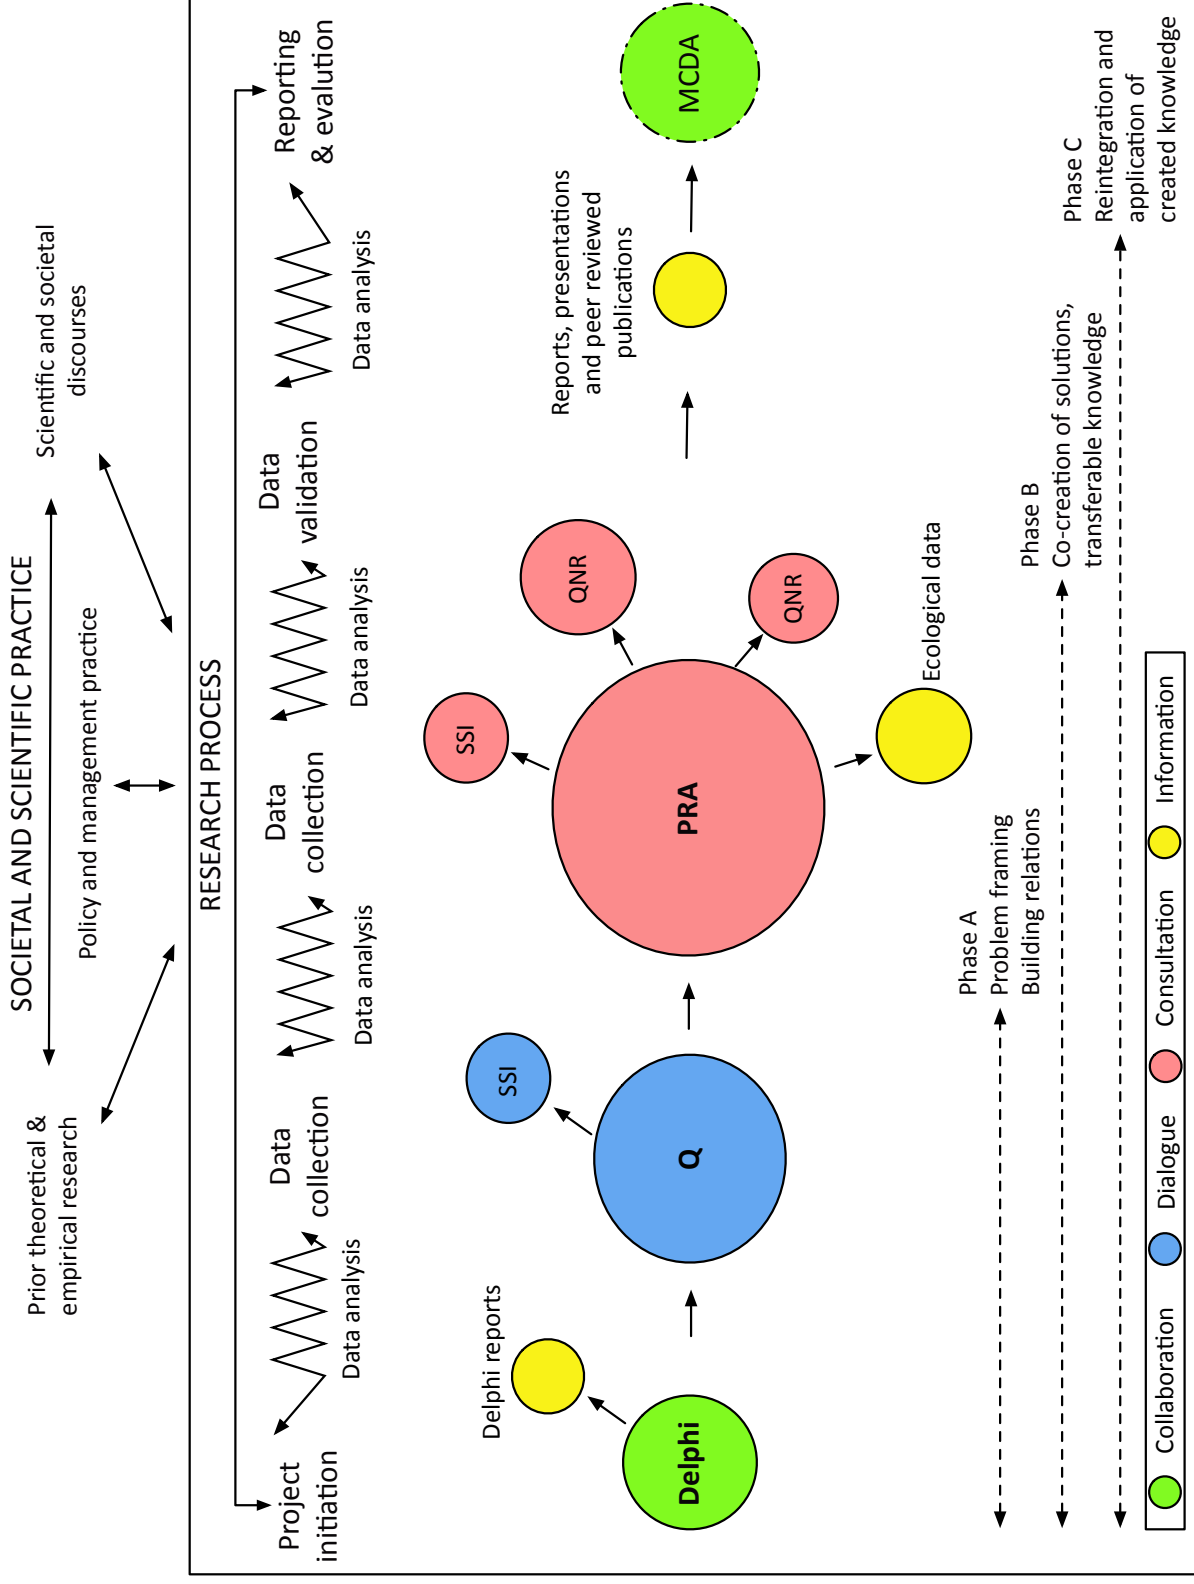 SOCIETAL AND SCIENTIFIC PRACTICE
Prior theoretical &
empirical research
Policy and management practice
Scientific and societal
discourses
RESEARCH PROCESS
Project
initiation
Data analysis
Data
collection
Data analysis
Data
collection
Data analysis
Data
validation
Data analysis
Reporting
& evalution
Delphi reports
Delphi
Q
SSI
PRA
SSI
QNR
QNR
Ecological data
Reports, presentations
and peer reviewed
publications
MCDA
Phase A
Problem framing
Building relations
Phase B
Co-creation of solutions,
transferable knowledge
Phase C
Reintegration and
application of
created knowledge
Collaboration
Dialogue
Consultation
Information